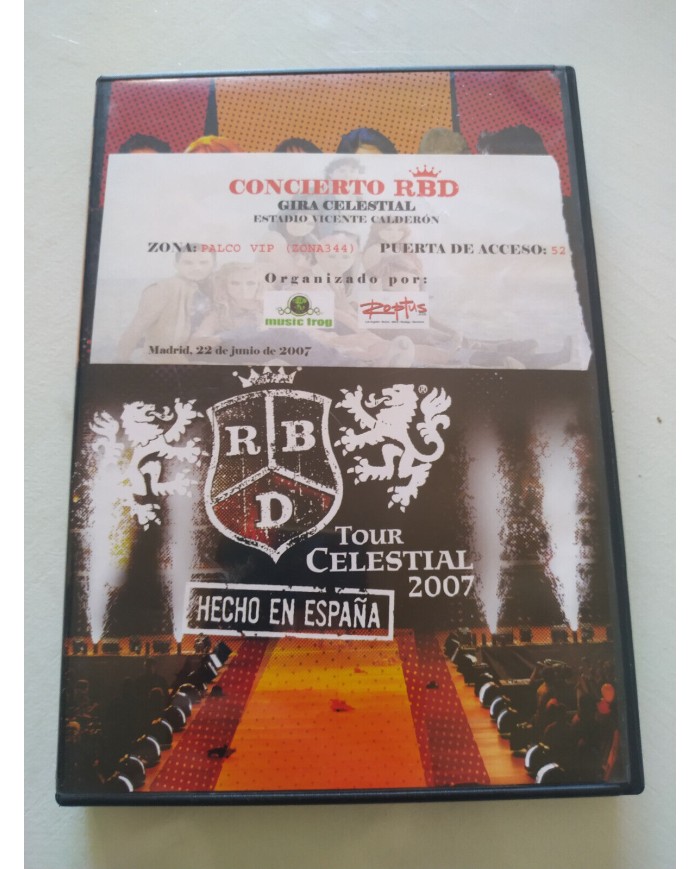 CONCIERTO RBD
GIRA CELESTIAL
ESTADIO VICENTE CALDERÓN
ZONA: PALCO VIP (ZONA344) PUERTA DE ACCESO: 52
Organizado por:
music frog
Roptus
Madrid, 22 de junio de 2007
R B
D
®
TOUR
CELESTIAL
2007
HECHO EN ESPAÑA